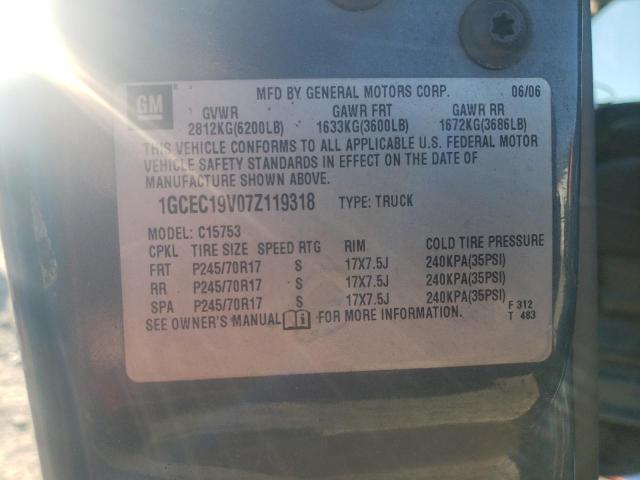 GM
MFD BY GENERAL MOTORS CORP. 06/06
GVWR GAWR FRT GAWR RR
2812KG(6200LB) 1633KG(3600LB) 1672KG(3686LB)
THIS VEHICLE CONFORMS TO ALL APPLICABLE U.S. FEDERAL MOTOR
VEHICLE SAFETY STANDARDS IN EFFECT ON THE DATE OF
MANUFACTURE SHOWN ABOVE.
1GCEC19V07Z119318 TYPE: TRUCK
MODEL: C15753
CPKL TIRE SIZE SPEED RTG RIM COLD TIRE PRESSURE
FRT P245/70R17 S 17X7.5J 240KPA(35PSI)
RR P245/70R17 S 17X7.5J 240KPA(35PSI)
SPA P245/70R17 S 17X7.5J 240KPA(35PSI)
SEE OWNER'S MANUAL FOR MORE INFORMATION.
F 312
T 483